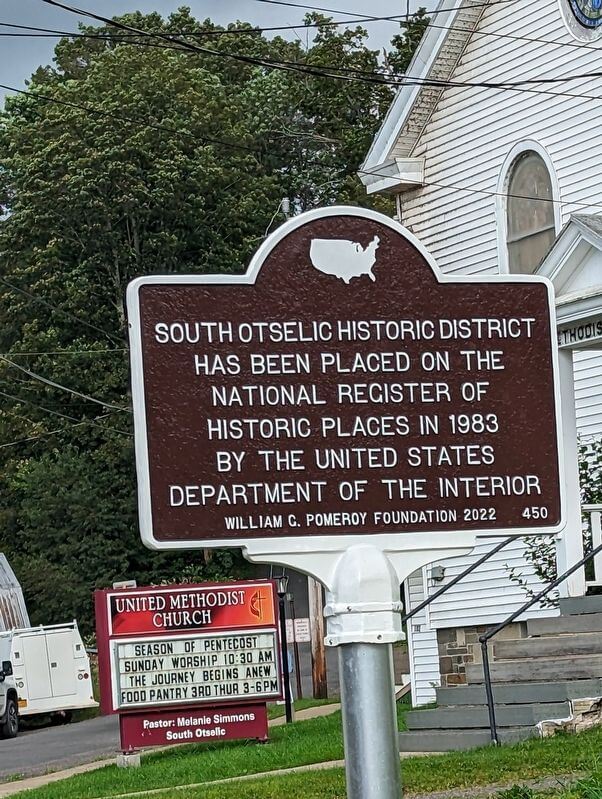 SOUTH OTSELIC HISTORIC DISTRICT
HAS BEEN PLACED ON THE
NATIONAL REGISTER OF
HISTORIC PLACES IN 1983
BY THE UNITED STATES
DEPARTMENT OF THE INTERIOR
WILLIAM G. POMEROY FOUNDATION 2022 450
UNITED METHODIST
CHURCH
SEASON OF PENTECOST
SUNDAY WORSHIP 10:30 AM
THE JOURNEY BEGINS ANEW
FOOD PANTRY 3RD THUR 3-6PM
Pastor: Melanie Simmons
South Otselic